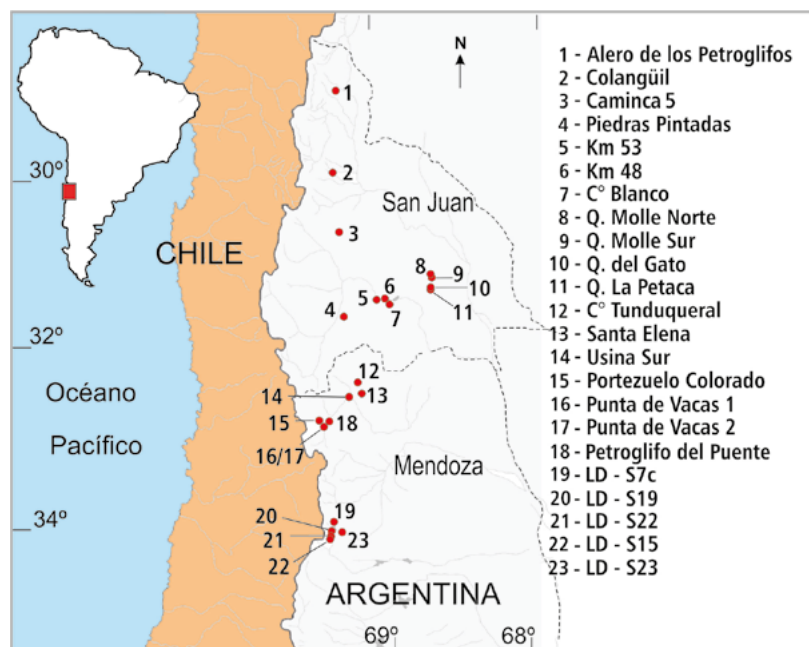 N
30º
32º
34º
CHILE
San Juan
Océano
Pacífico
Mendoza
ARGENTINA
69º
68º
1
2
3
4
5
6
7
8
9
10
11
12
13
14
15
18
16/17
19
20
21
23
22
1 - Alero de los Petroglifos
2 - Colangüil
3 - Caminca 5
4 - Piedras Pintadas
5 - Km 53
6 - Km 48
7 - C° Blanco
8 - Q. Molle Norte
9 - Q. Molle Sur
10 - Q. del Gato
11 - Q. La Petaca
12 - C° Tunduqueral
13 - Santa Elena
14 - Usina Sur
15 - Portezuelo Colorado
16 - Punta de Vacas 1
17 - Punta de Vacas 2
18 - Petroglifo del Puente
19 - LD - S7c
20 - LD - S19
21 - LD - S22
22 - LD - S15
23 - LD - S23